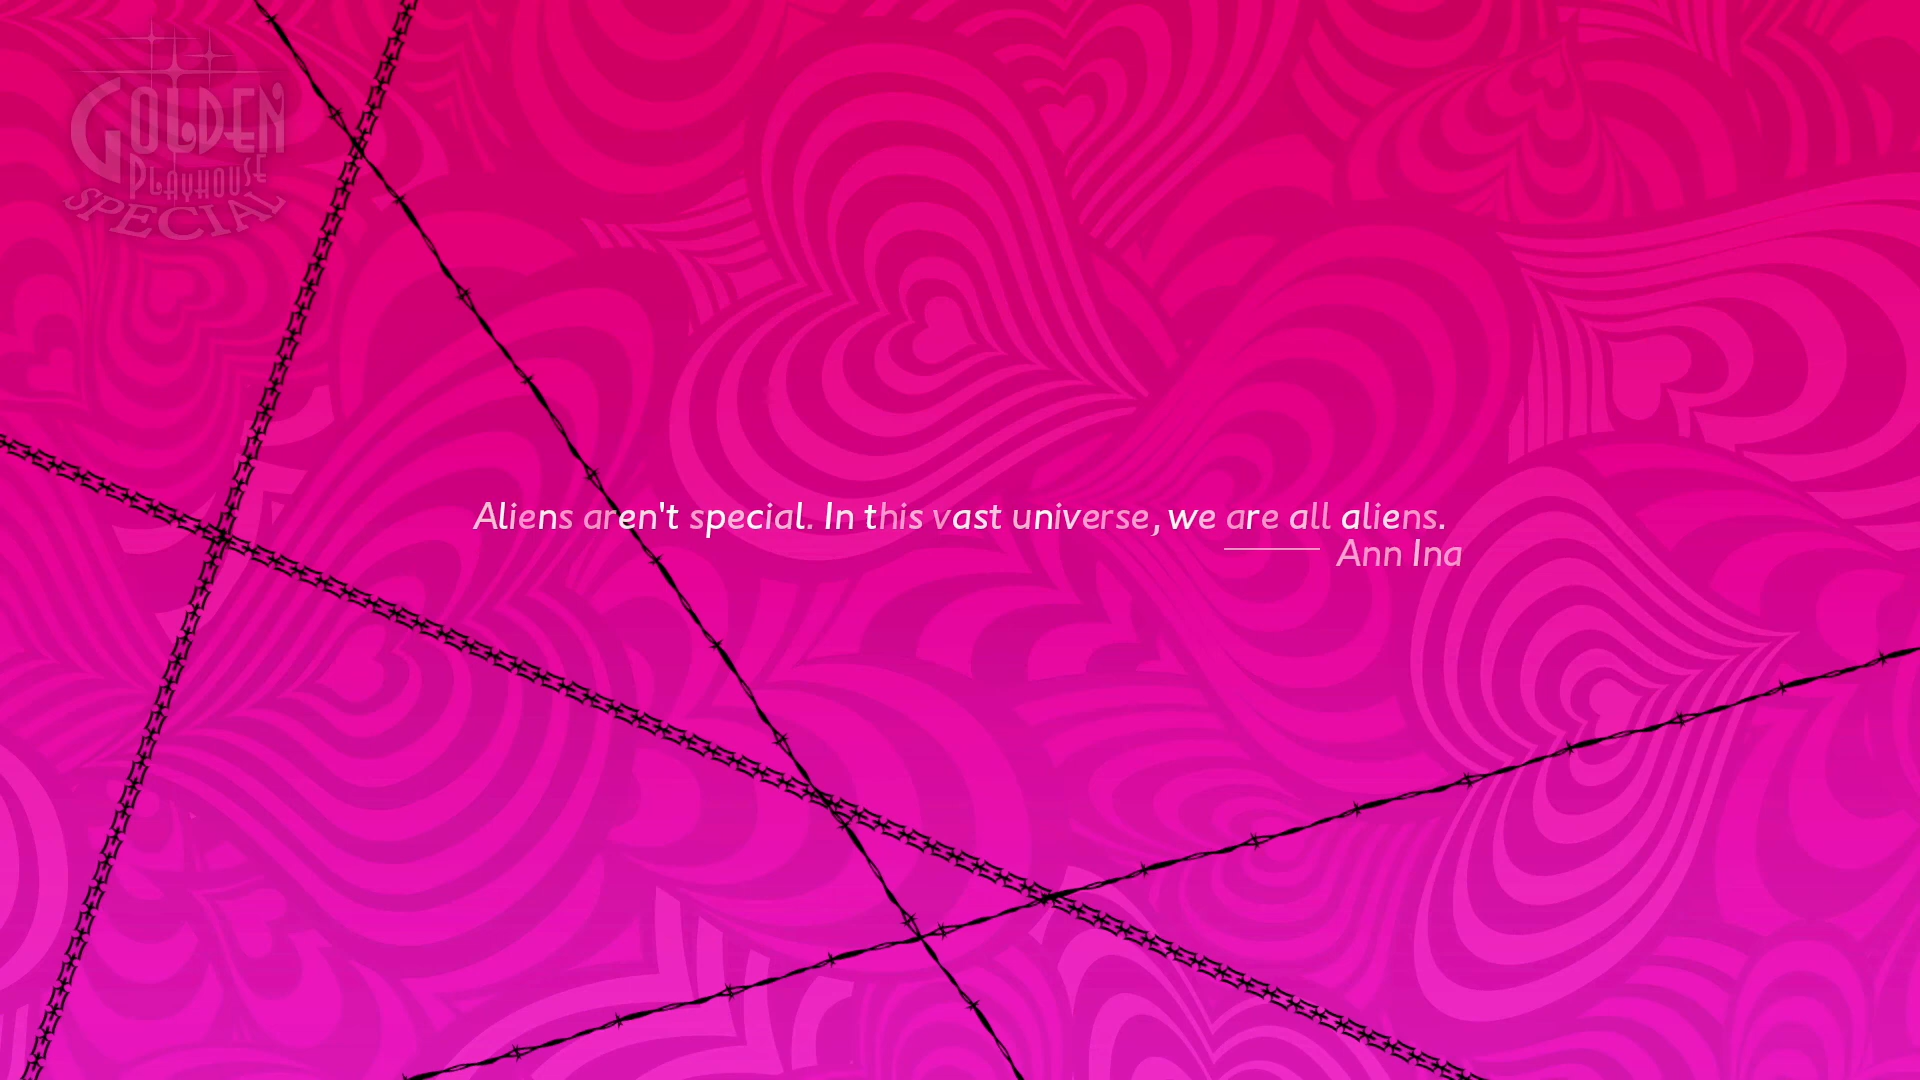 GOLDEN
PLAYHOUSE
SPECIAL
Aliens aren't special. In this vast universe, we are all aliens.
Ann Ina